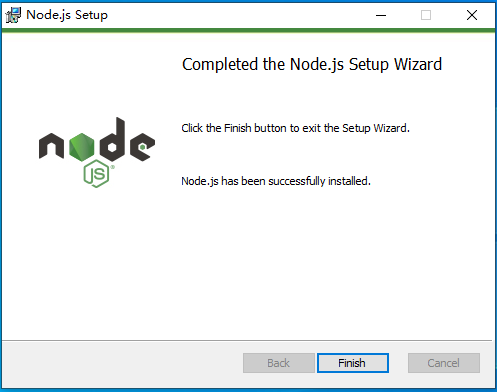 Node.js Setup
Completed the Node.js Setup Wizard
Click the Finish button to exit the Setup Wizard.
node
JS
Node.js has been successfully installed.
Back
Finish
Cancel